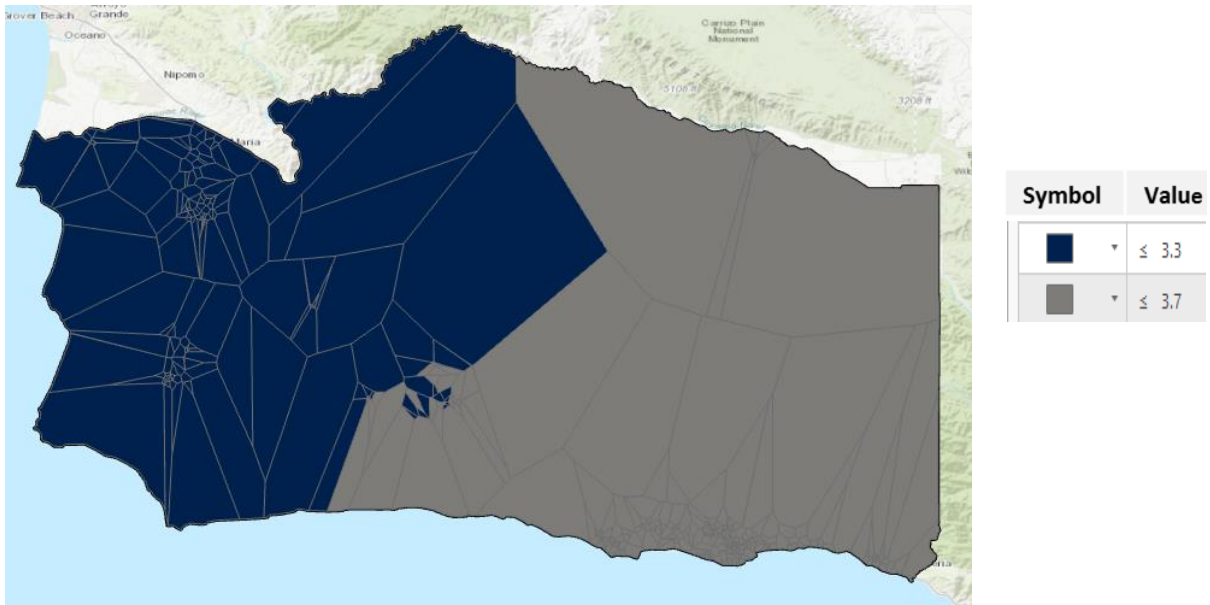 Grover Beach
Grande
Oceano
Nipomo
Maria
Carrizo Plain
National
Monument
5108 ft
3208 ft
Symbol Value
≤ 3.3
≤ 3.7